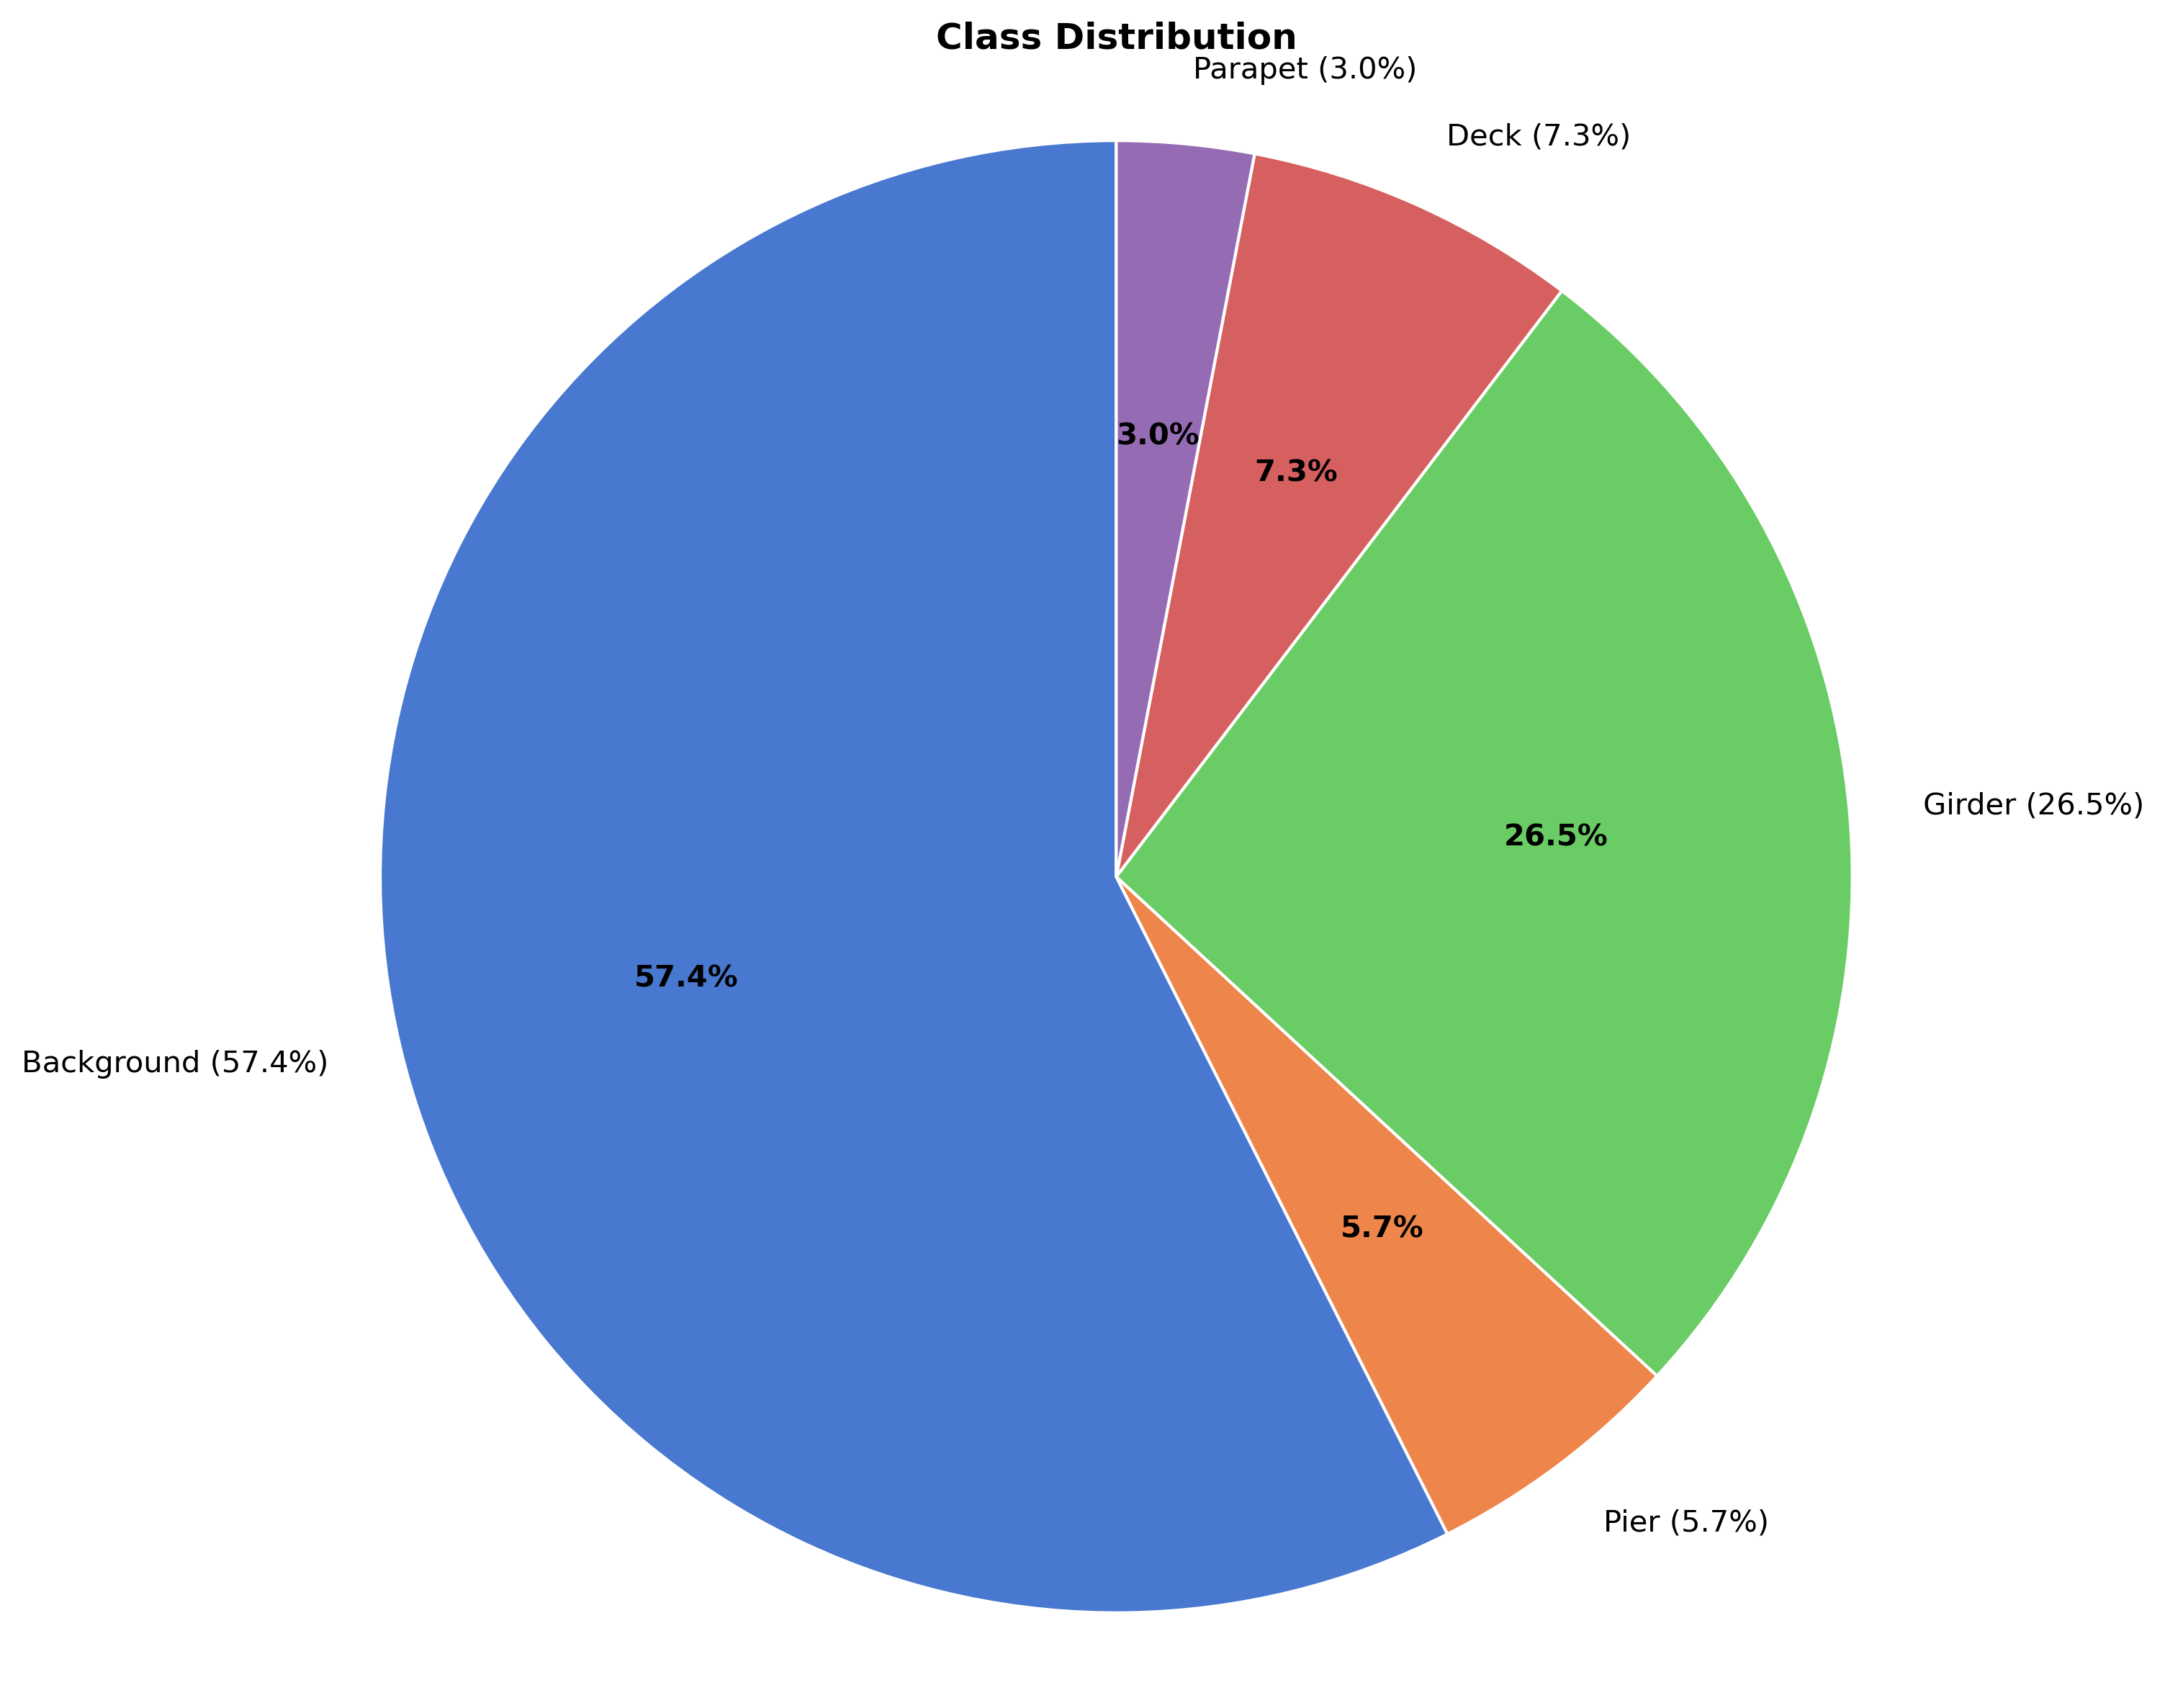 Class Distribution
Parapet (3.0%)
Deck (7.3%)
3.0%
7.3%
Girder (26.5%)
26.5%
57.4%
Background (57.4%)
5.7%
Pier (5.7%)